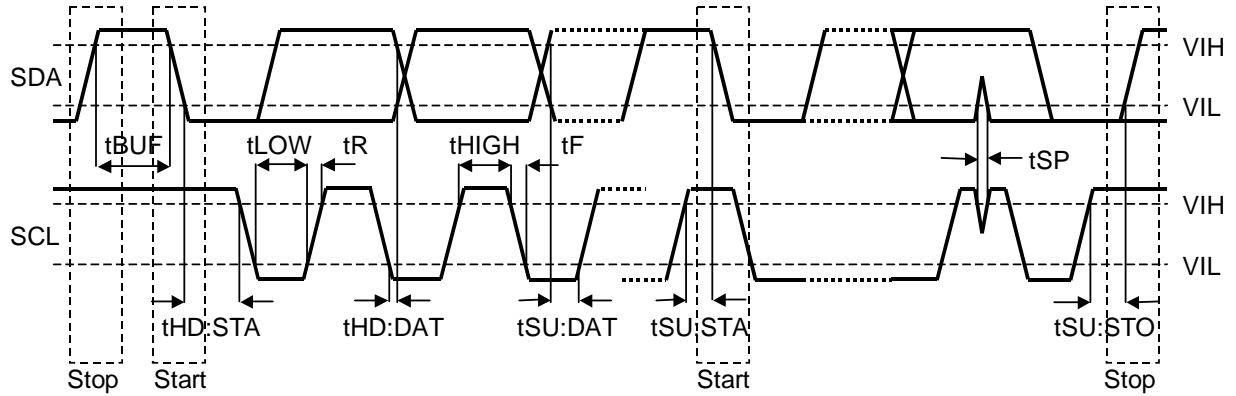 VIH
SDA
VIL
tBUF
tLOW
tR
tHIGH
tF
tSP
VIH
SCL
VIL
tHD:STA
tHD:DAT
tSU:DAT
tSU:STA
tSU:STO
Stop
Start
Start
Stop